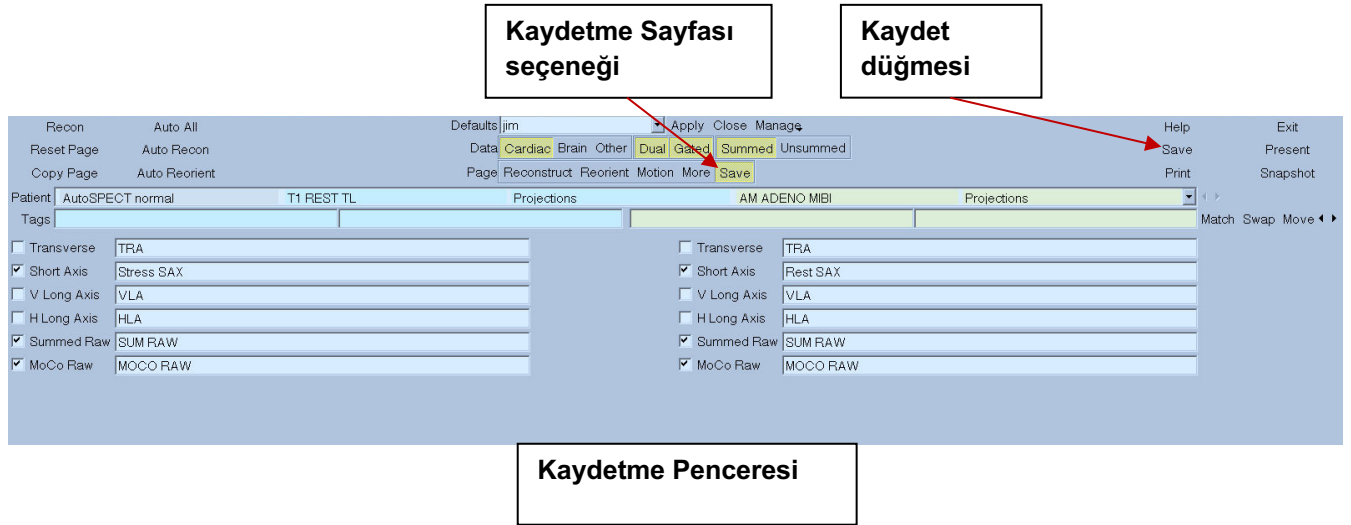 Kaydetme Sayfası
seçeneği
Kaydet
düğmesi
Recon Auto All Defaults jim Apply Close Manage Help Exit
Reset Page Auto Recon Data Cardiac Brain Other Dual Gated Summed Unsummed Save Present
Copy Page Auto Reorient Page Reconstruct Reorient Motion More Save Print Snapshot
Patient AutoSPECT normal T1 REST TL Projections AM ADENO MIBI Projections
Tags Match Swap Move
Transverse TRA Transverse TRA
Short Axis Stress SAX Short Axis Rest SAX
V Long Axis VLA V Long Axis VLA
H Long Axis HLA H Long Axis HLA
Summed Raw SUM RAW Summed Raw SUM RAW
MoCo Raw MOCO RAW MoCo Raw MOCO RAW
Kaydetme Penceresi